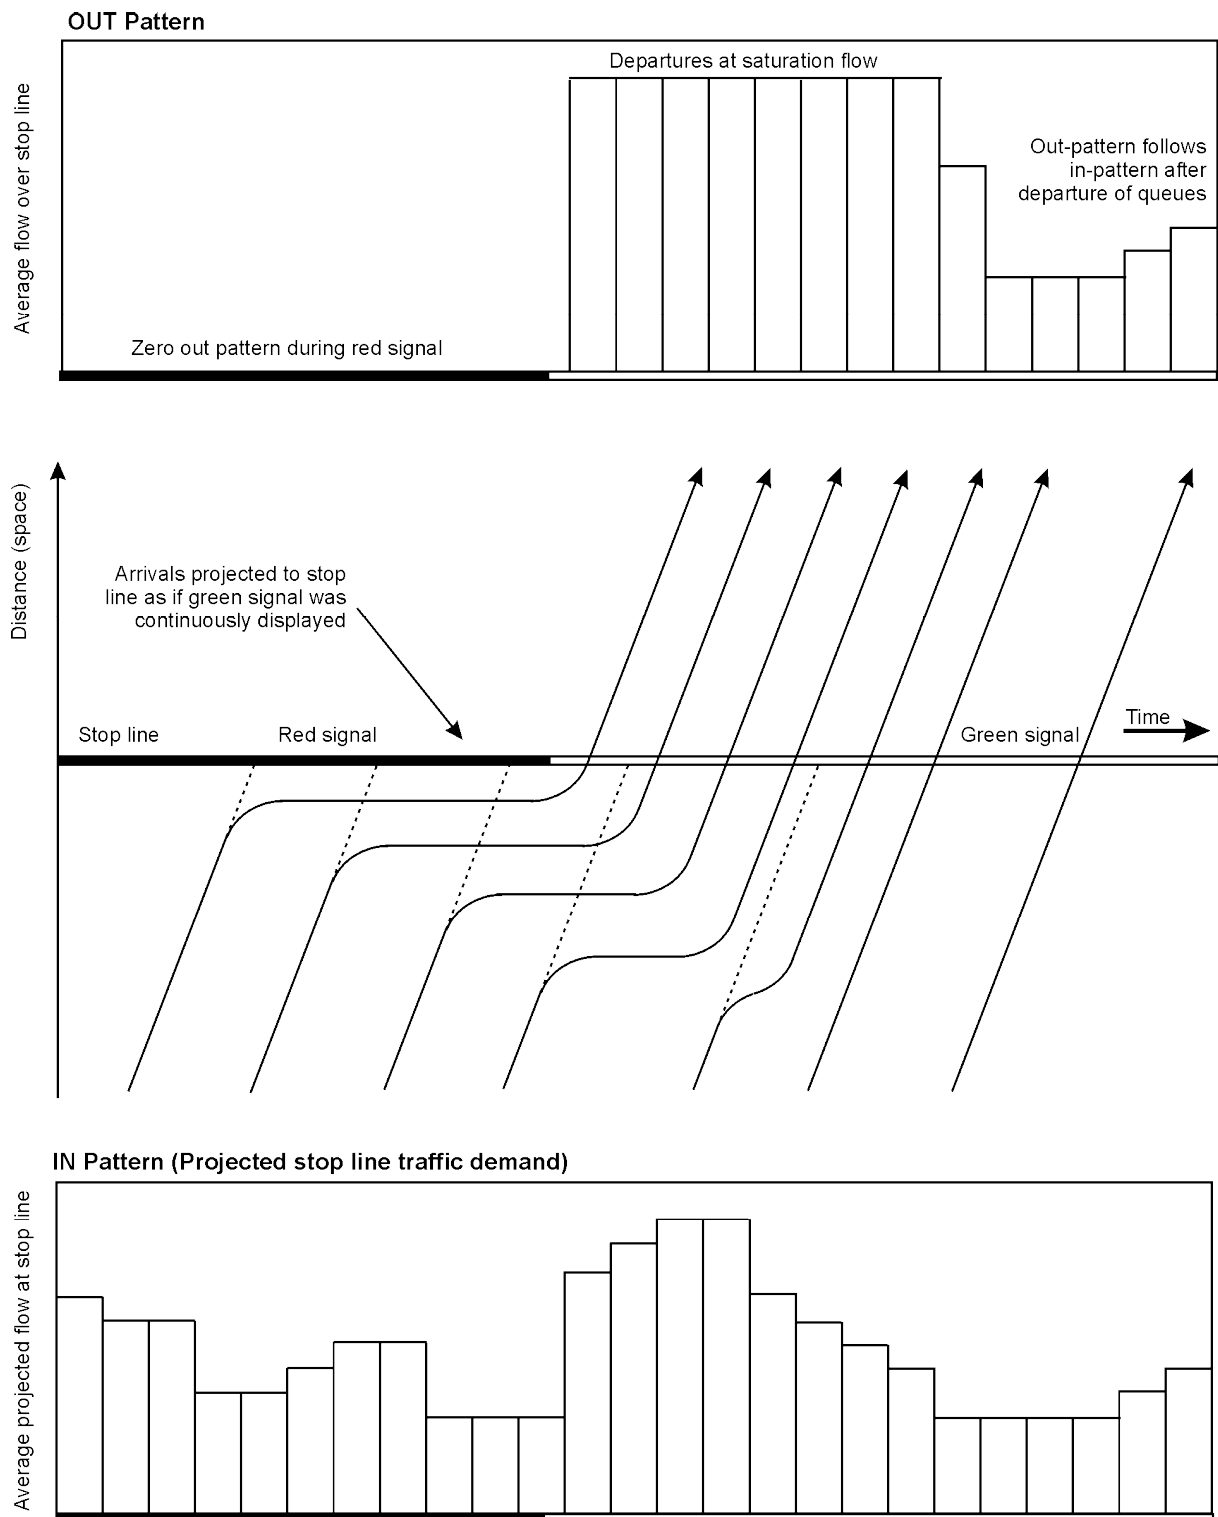 OUT Pattern
Average flow over stop line
Departures at saturation flow
Out-pattern follows
in-pattern after
departure of queues
Zero out pattern during red signal
Distance (space)
Arrivals projected to stop
line as if green signal was
continuously displayed
Stop line
Red signal
Green signal
Time
IN Pattern (Projected stop line traffic demand)
Average projected flow at stop line